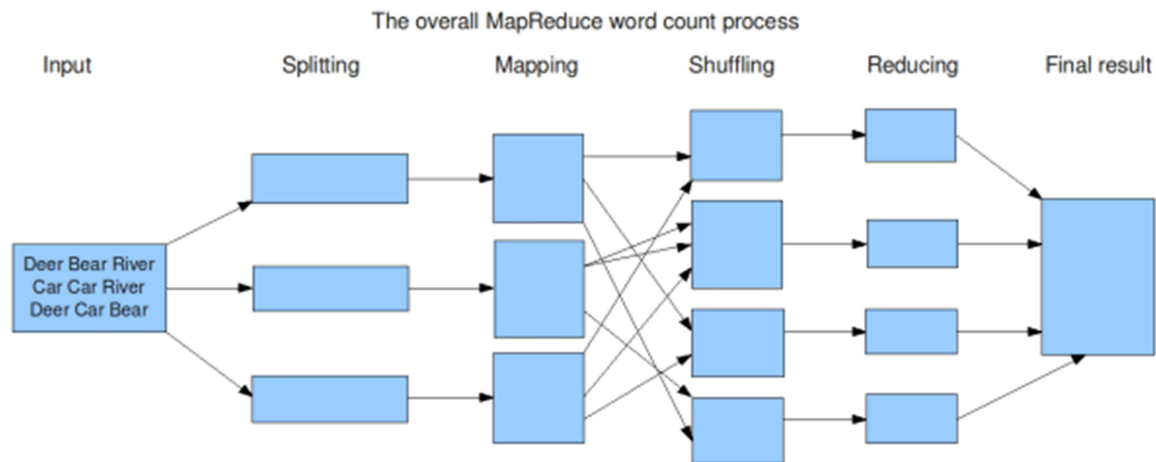 The overall MapReduce word count process
Input Splitting Mapping Shuffling Reducing Final result
Deer Bear River
Car Car River
Deer Car Bear